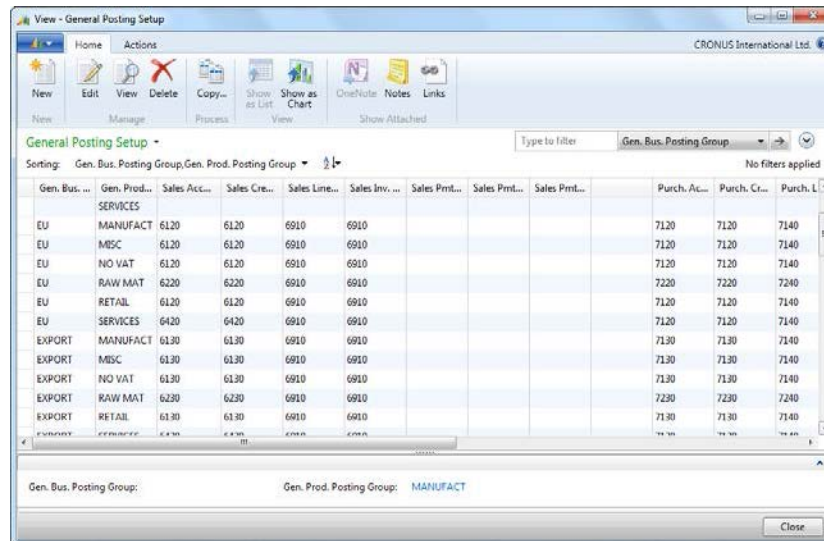 View - General Posting Setup
Home Actions CRONUS International Ltd.
New Edit View Delete Copy... Show as List Show as Chart OneNote Notes Links
New Manage Process View Show Attached
General Posting Setup Type to filter Gen. Bus. Posting Group
Sorting: Gen. Bus. Posting Group,Gen. Prod. Posting Group No filters applied
Gen. Bus. ... Gen. Prod... Sales Acc... Sales Cre... Sales Line... Sales Inv. ... Sales Pmt... Sales Pmt... Sales Pmt... Purch. Ac... Purch. Cr... Purch. L
SERVICES
EU MANUFACT 6120 6120 6910 6910 7120 7120 7140
EU MISC 6120 6120 6910 6910 7120 7120 7140
EU NO VAT 6120 6120 6910 6910 7120 7120 7140
EU RAW MAT 6220 6220 6910 6910 7220 7220 7240
EU RETAIL 6120 6120 6910 6910 7120 7120 7140
EU SERVICES 6420 6420 6910 6910 7120 7120 7140
EXPORT MANUFACT 6130 6130 6910 6910 7130 7130 7140
EXPORT MISC 6130 6130 6910 6910 7130 7130 7140
EXPORT NO VAT 6130 6130 6910 6910 7130 7130 7140
EXPORT RAW MAT 6230 6230 6910 6910 7230 7230 7240
EXPORT RETAIL 6130 6130 6910 6910 7130 7130 7140
Gen. Bus. Posting Group: Gen. Prod. Posting Group: MANUFACT
Close